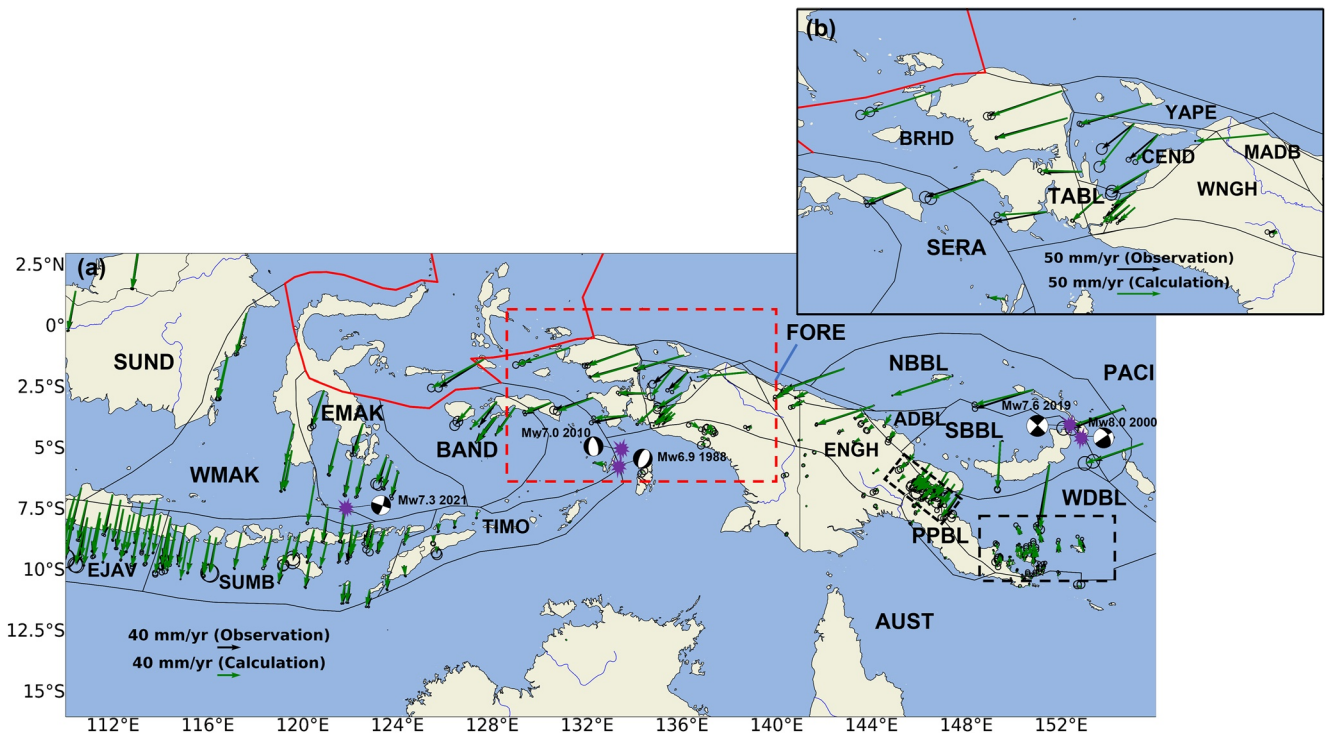 (b)
YAPE
BRHD
CEND
MADB
TABL
WNGH
SERA
50 mm/yr (Observation)
50 mm/yr (Calculation)
(a)
2.5°N
0°
2.5°S
5°S
7.5°S
10°S
12.5°S
15°S
FORE
SUND
NBBL
PACI
EMAK
ADBL
Mw7.6 2019
Mw8.0 2000
BAND
Mw7.0 2010
SBBL
ENGH
Mw6.9 1988
WMAK
Mw7.3 2021
WDBL
TIMO
PPBL
EJAV
SUMB
AUST
40 mm/yr (Observation)
40 mm/yr (Calculation)
112°E 116°E 120°E 124°E 128°E 132°E 136°E 140°E 144°E 148°E 152°E